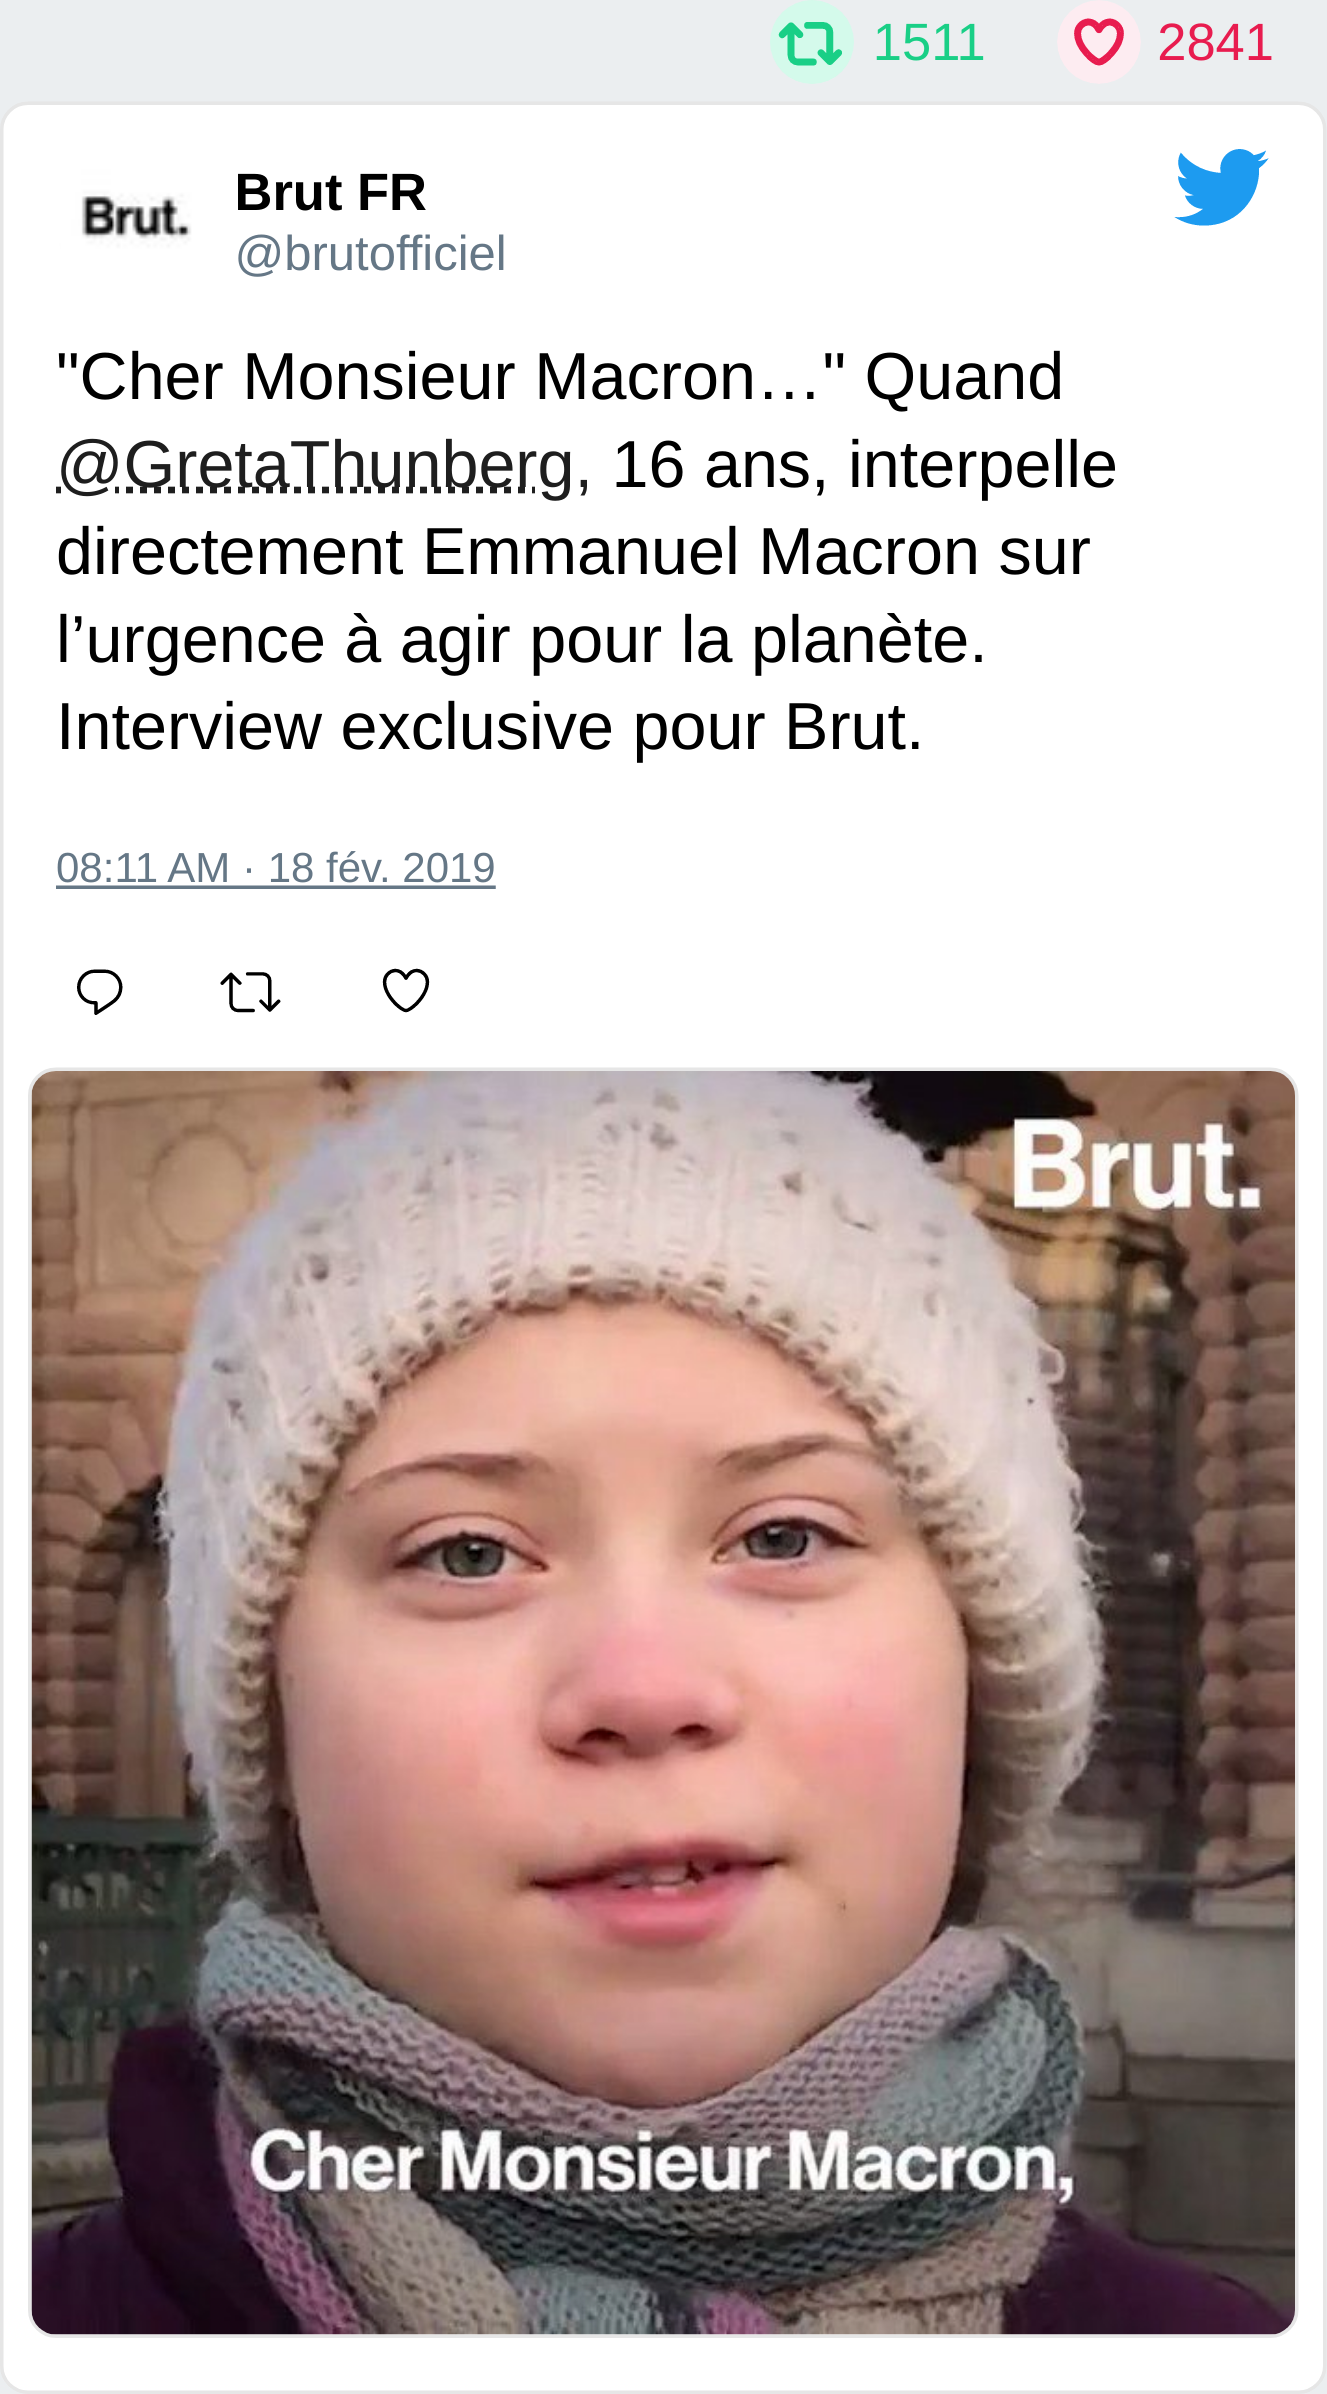 1511 2841
Brut.
Brut FR
@brutofficiel
"Cher Monsieur Macron…" Quand
@GretaThunberg, 16 ans, interpelle
directement Emmanuel Macron sur
l’urgence à agir pour la planète.
Interview exclusive pour Brut.
08:11 AM · 18 fév. 2019
Brut.
Cher Monsieur Macron,